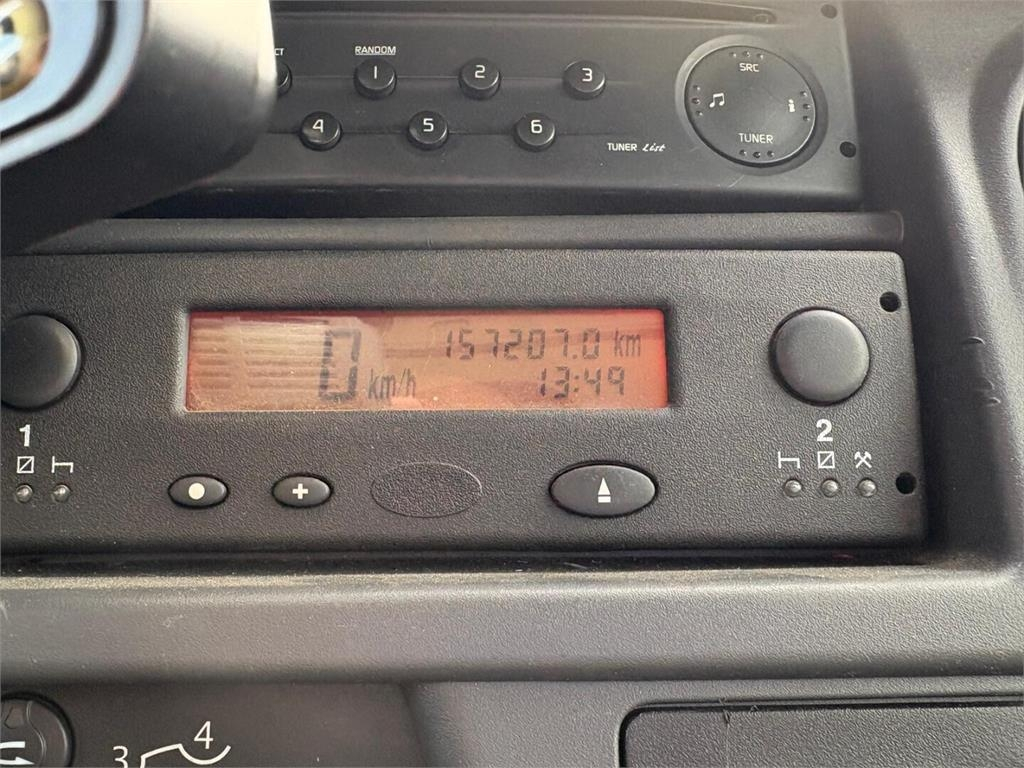 RANDOM
1 2 3
SRC
4 5 6
TUNER
TUNER List
157207.0 km
0 km/h
13:49
1
2
3 4